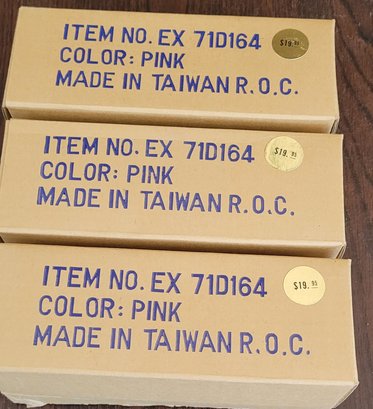 ITEM NO. EX 71D164
$19.95
COLOR: PINK
MADE IN TAIWAN R.O.C.
ITEM NO. EX 71D164
$19.95
COLOR: PINK
MADE IN TAIWAN R.O.C.
ITEM NO. EX 71D164
$19.95
COLOR: PINK
MADE IN TAIWAN R.O.C.